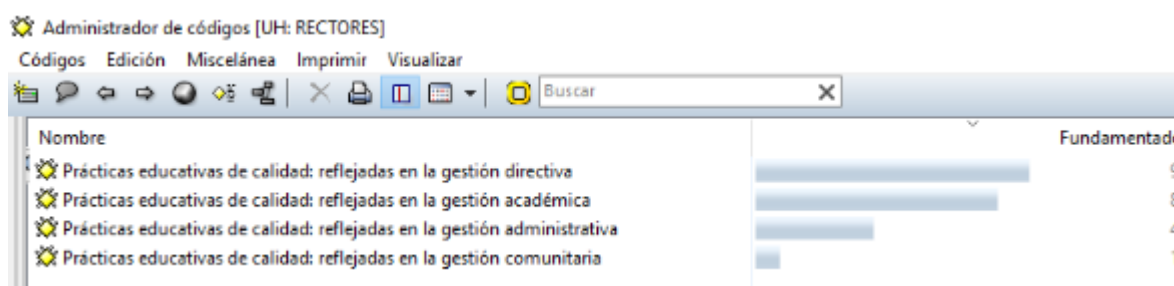 Administrador de códigos [UH: RECTORES]
Códigos Edición Miscelánea Imprimir Visualizar
Buscar
Nombre Fundamentado
Prácticas educativas de calidad: reflejadas en la gestión directiva
Prácticas educativas de calidad: reflejadas en la gestión académica
Prácticas educativas de calidad: reflejadas en la gestión administrativa
Prácticas educativas de calidad: reflejadas en la gestión comunitaria